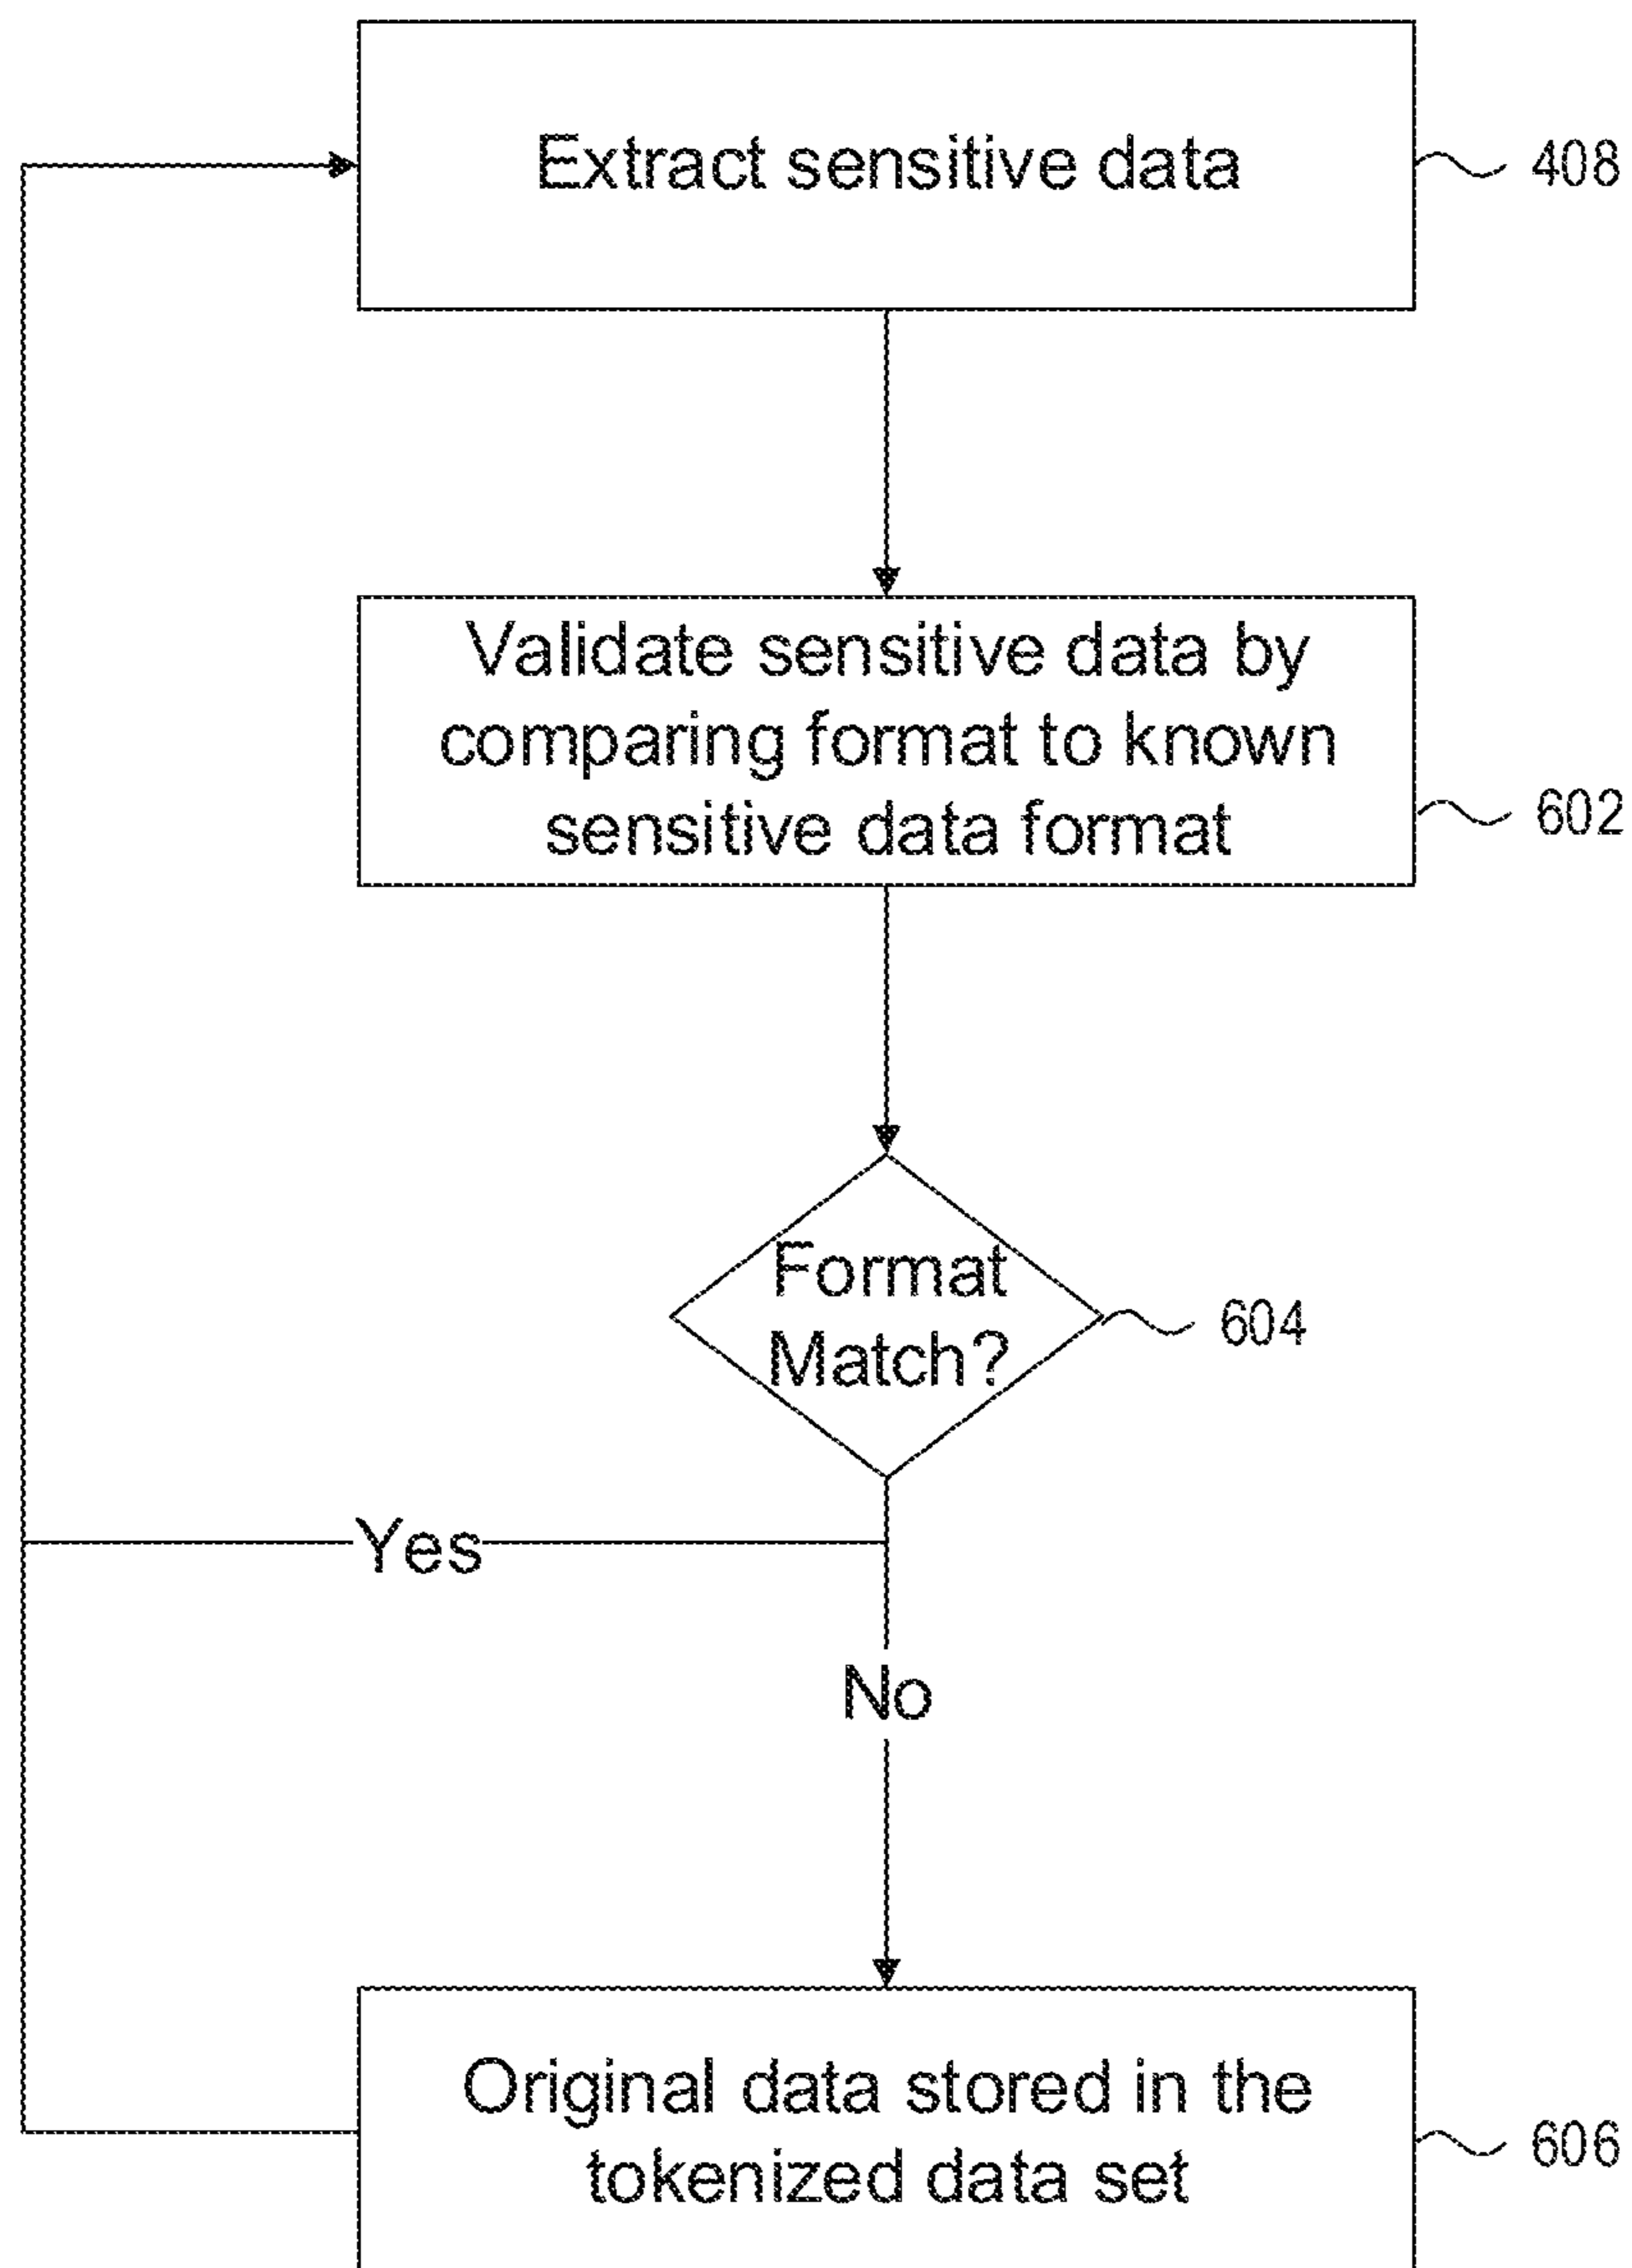 Extract sensitive data
408
Validate sensitive data by
comparing format to known
sensitive data format
602
Format
Match?
604
Yes
No
Original data stored in the
tokenized data set
606